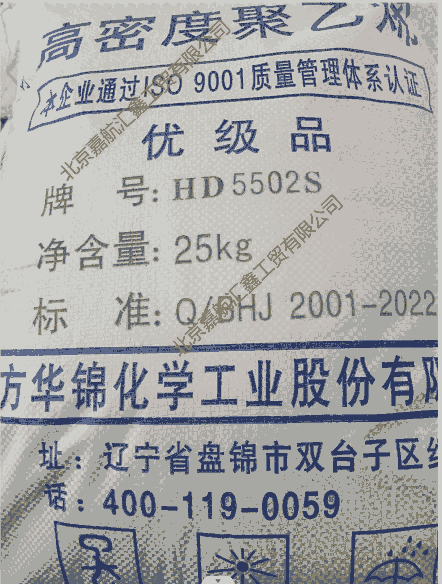 高密度聚乙烯
本企业通过ISO 9001质量管理体系认证
优级品
牌 号: HD5502S
净含量: 25kg
标 准: Q/BHJ 2001-2022
方华锦化学工业股份有限
址: 辽宁省盘锦市双台子区
话: 400-119-0059
北京嘉航汇鑫工贸有限公司
北京嘉航汇鑫工贸有限公司